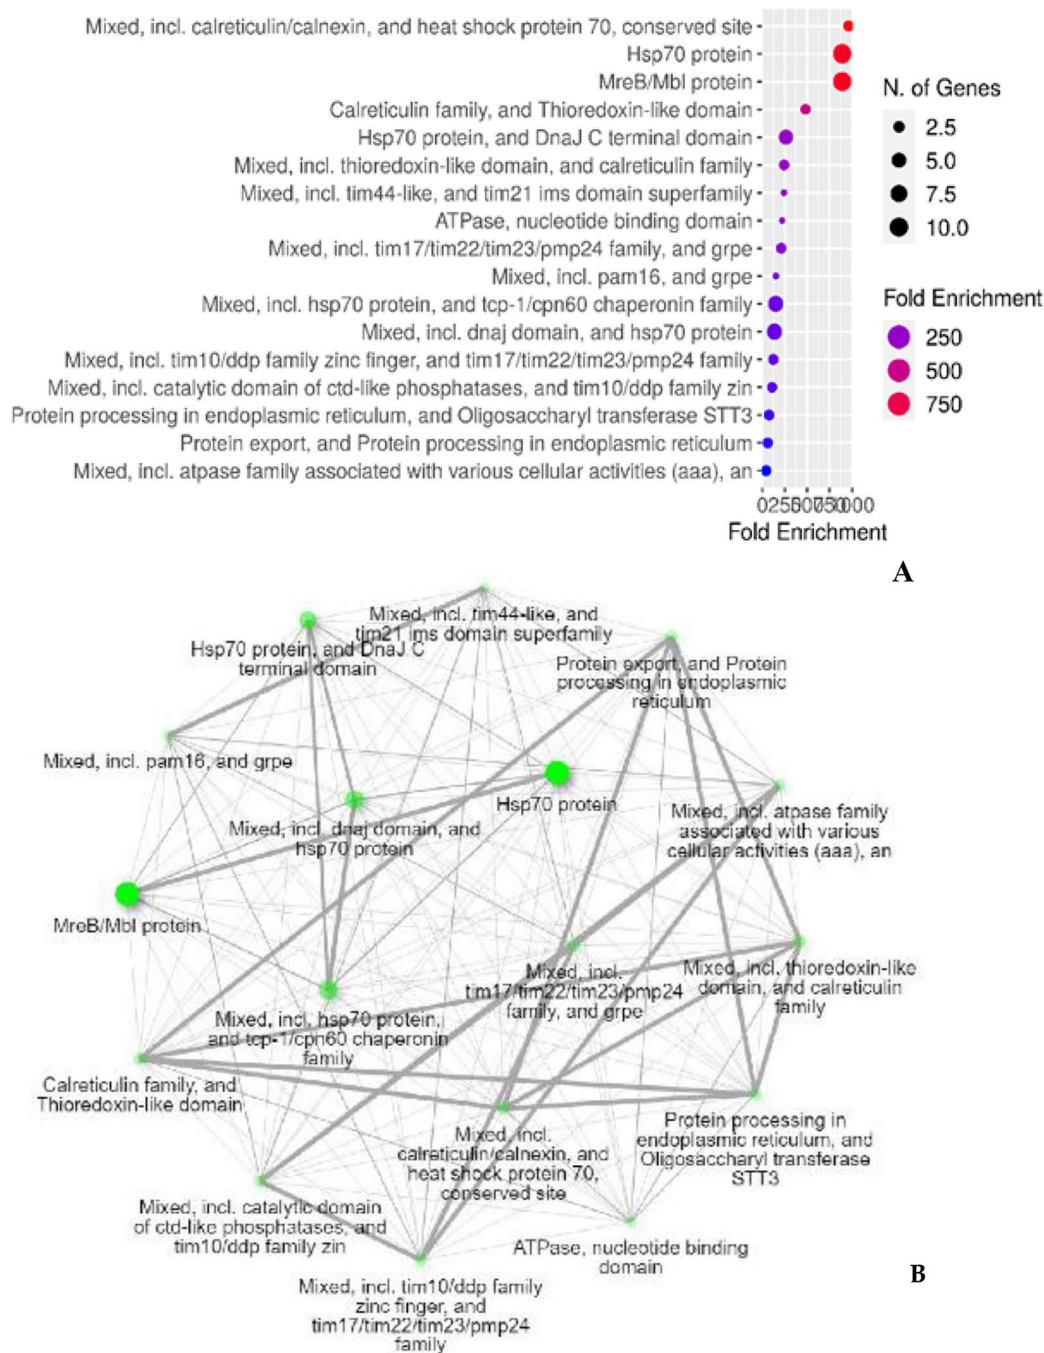 Mixed, incl. calreticulin/calnexin, and heat shock protein 70, conserved site
Hsp70 protein
MreB/Mbl protein
Calreticulin family, and Thioredoxin-like domain
Hsp70 protein, and DnaJ C terminal domain
Mixed, incl. thioredoxin-like domain, and calreticulin family
Mixed, incl. tim44-like, and tim21 ims domain superfamily
ATPase, nucleotide binding domain
Mixed, incl. tim17/tim22/tim23/pmp24 family, and grpe
Mixed, incl. pam16, and grpe
Mixed, incl. hsp70 protein, and tcp-1/cpn60 chaperonin family
Mixed, incl. dnaj domain, and hsp70 protein
Mixed, incl. tim10/ddp family zinc finger, and tim17/tim22/tim23/pmp24 family
Mixed, incl. catalytic domain of ctd-like phosphatases, and tim10/ddp family zin
Protein processing in endoplasmic reticulum, and Oligosaccharyl transferase STT3
Protein export, and Protein processing in endoplasmic reticulum
Mixed, incl. atpase family associated with various cellular activities (aaa), an
Fold Enrichment
N. of Genes
2.5
5.0
7.5
10.0
Fold Enrichment
250
500
750
A
Mixed, incl. tim44-like, and
tim21 ims domain superfamily
Hsp70 protein, and DnaJ C
terminal domain
Protein export, and Protein
processing in endoplasmic
reticulum
Mixed, incl. pam16, and grpe
Hsp70 protein
Mixed, incl. dnaj domain, and
hsp70 protein
Mixed, incl. atpase family
associated with various
cellular activities (aaa), an
MreB/Mbl protein
Mixed, incl.
tim17/tim22/tim23/pmp24
family, and grpe
Mixed, incl. thioredoxin-like
domain, and calreticulin
family
Mixed, incl. hsp70 protein,
and tcp-1/cpn60 chaperonin
family
Calreticulin family, and
Thioredoxin-like domain
Mixed, incl.
calreticulin/calnexin, and
heat shock protein 70,
conserved site
Protein processing in
endoplasmic reticulum, and
Oligosaccharyl transferase
STT3
Mixed, incl. catalytic domain
of ctd-like phosphatases, and
tim10/ddp family zin
ATPase, nucleotide binding
domain
B
Mixed, incl. tim10/ddp family
zinc finger, and
tim17/tim22/tim23/pmp24
family